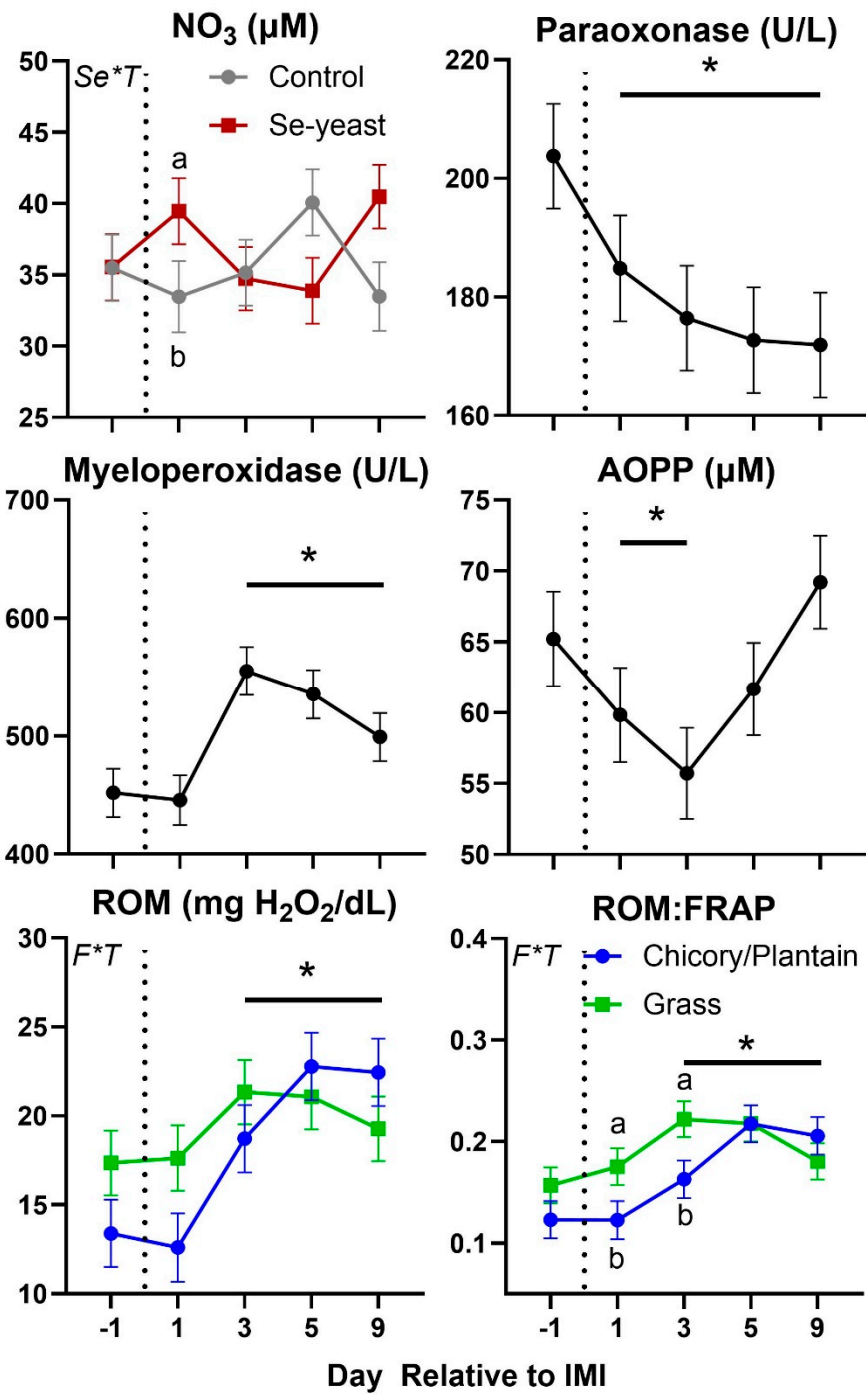 NO₃ (µM)
50
45
40
35
30
25
Se*T
Control
Se-yeast
a
b
Paraoxonase (U/L)
220
200
180
160
*
Myeloperoxidase (U/L)
700
600
500
400
*
AOPP (µM)
75
70
65
60
55
50
*
ROM (mg H₂O₂/dL)
30
25
20
15
10
F*T
*
-1 1 3 5 9
ROM:FRAP
0.4
0.3
0.2
0.1
F*T
Chicory/Plantain
Grass
*
a
a
b
b
-1 1 3 5 9
Day Relative to IMI